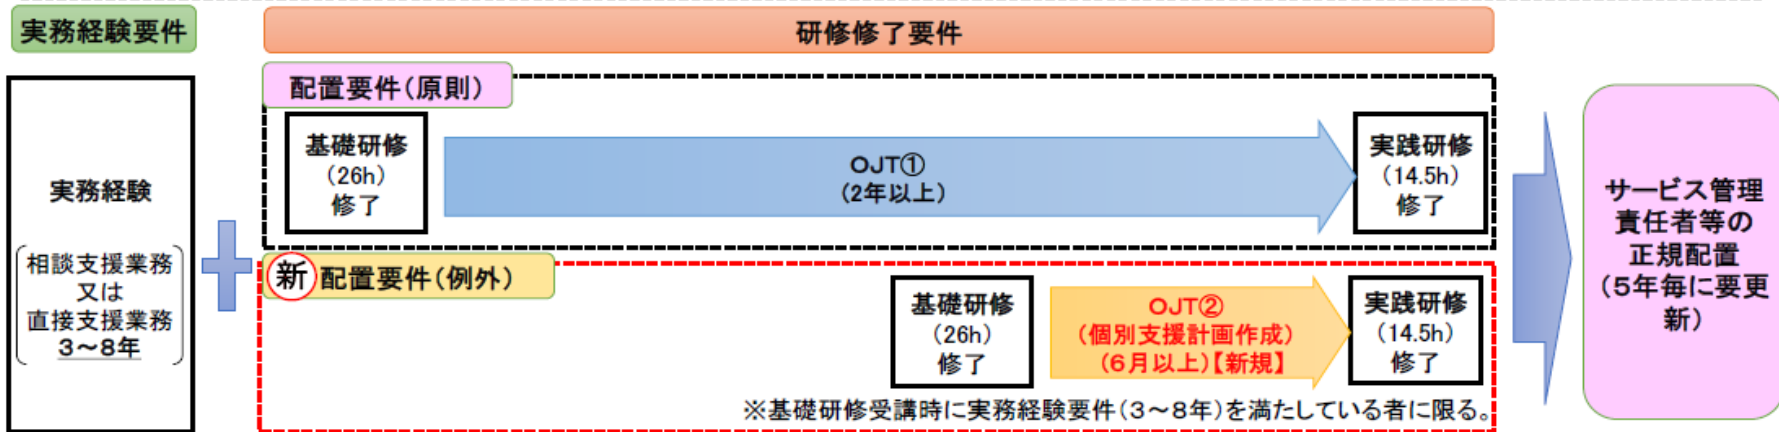 実務経験要件
研修修了要件
実務経験
相談支援業務
又は
直接支援業務
3～8年
配置要件(原則)
基礎研修
(26h)
修了
OJT①
(2年以上)
実践研修
(14.5h)
修了
新 配置要件(例外)
基礎研修
(26h)
修了
OJT②
(個別支援計画作成)
(6月以上)【新規】
実践研修
(14.5h)
修了
※基礎研修受講時に実務経験要件(3～8年)を満たしている者に限る。
サービス管理
責任者等の
正規配置
(5年毎に要更
新)